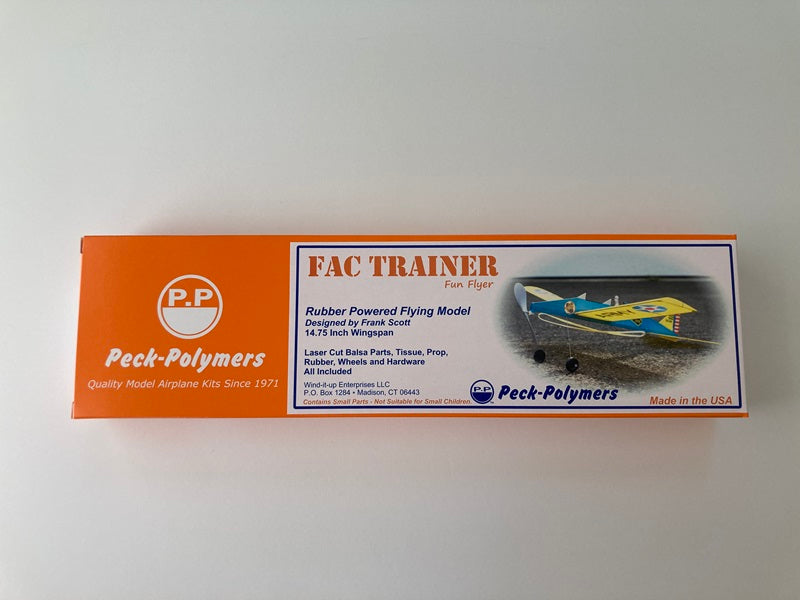 P.P
Peck-Polymers
Quality Model Airplane Kits Since 1971
FAC TRAINER
Fun Flyer
Rubber Powered Flying Model
Designed by Frank Scott
14.75 Inch Wingspan
Laser Cut Balsa Parts, Tissue, Prop,
Rubber, Wheels and Hardware
All Included
Wind-it-up Enterprises LLC
P.O. Box 1284 • Madison, CT 06443
Contains Small Parts - Not Suitable for Small Children.
P.P
Peck-Polymers
Made in the USA
ARMY